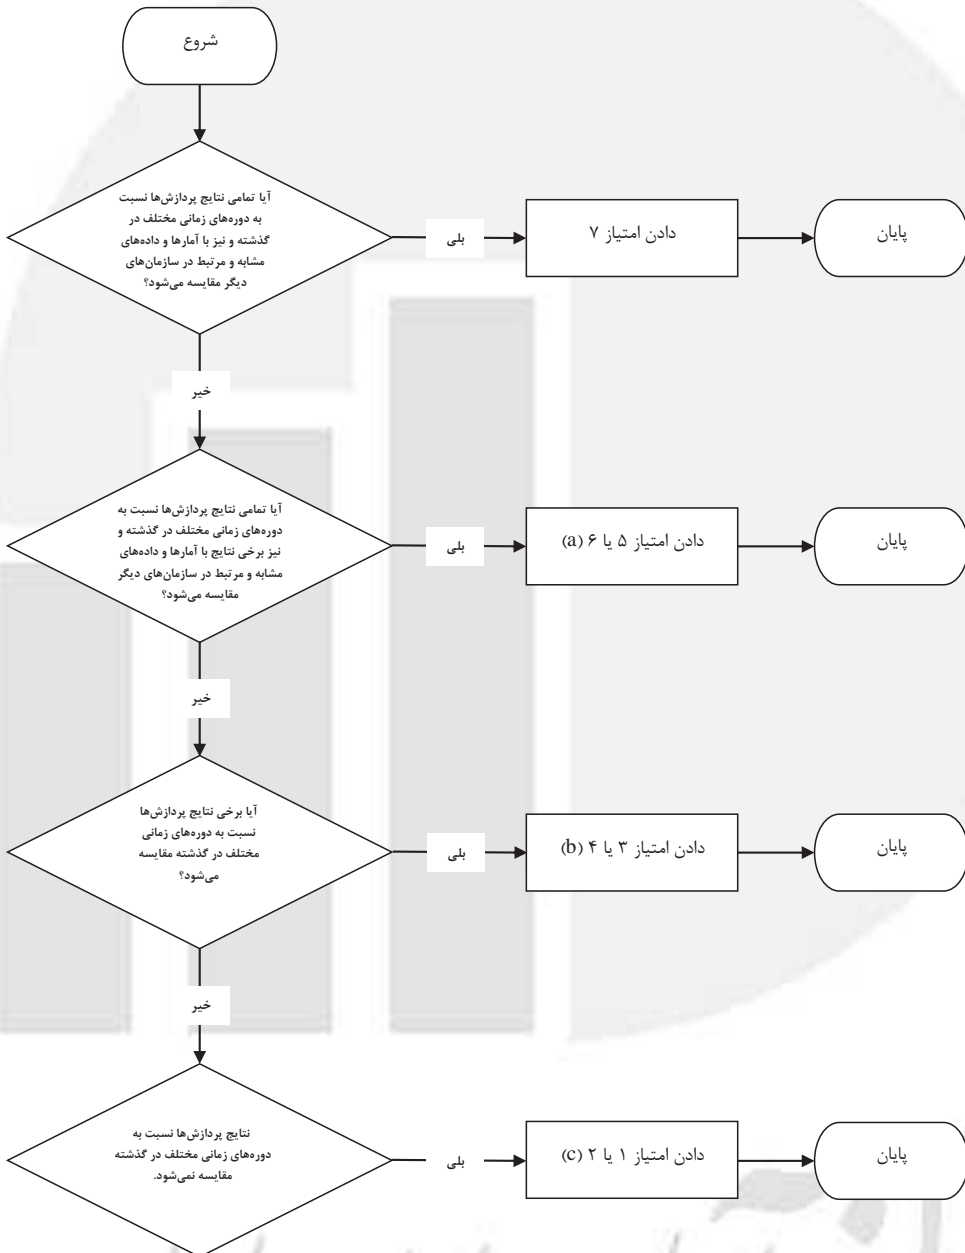 شروع
آیا تمامی نتایج پردازش‌ها نسبت
به دوره‌های زمانی مختلف در
گذشته و نیز با آمارها و داده‌های
مشابه و مرتبط در سازمان‌های
دیگر مقایسه می‌شود؟
بلی
دادن امتیاز ۷
پایان
خیر
آیا تمامی نتایج پردازش‌ها نسبت به
دوره‌های زمانی مختلف در گذشته و
نیز برخی نتایج با آمارها و داده‌های
مشابه و مرتبط در سازمان‌های دیگر
مقایسه می‌شود؟
بلی
دادن امتیاز ۵ یا ۶ (a)
پایان
خیر
آیا برخی نتایج پردازش‌ها
نسبت به دوره‌های زمانی
مختلف در گذشته مقایسه
می‌شود؟
بلی
دادن امتیاز ۳ یا ۴ (b)
پایان
خیر
نتایج پردازش‌ها نسبت به
دوره‌های زمانی مختلف در گذشته
مقایسه نمی‌شود.
بلی
دادن امتیاز ۱ یا ۲ (c)
پایان